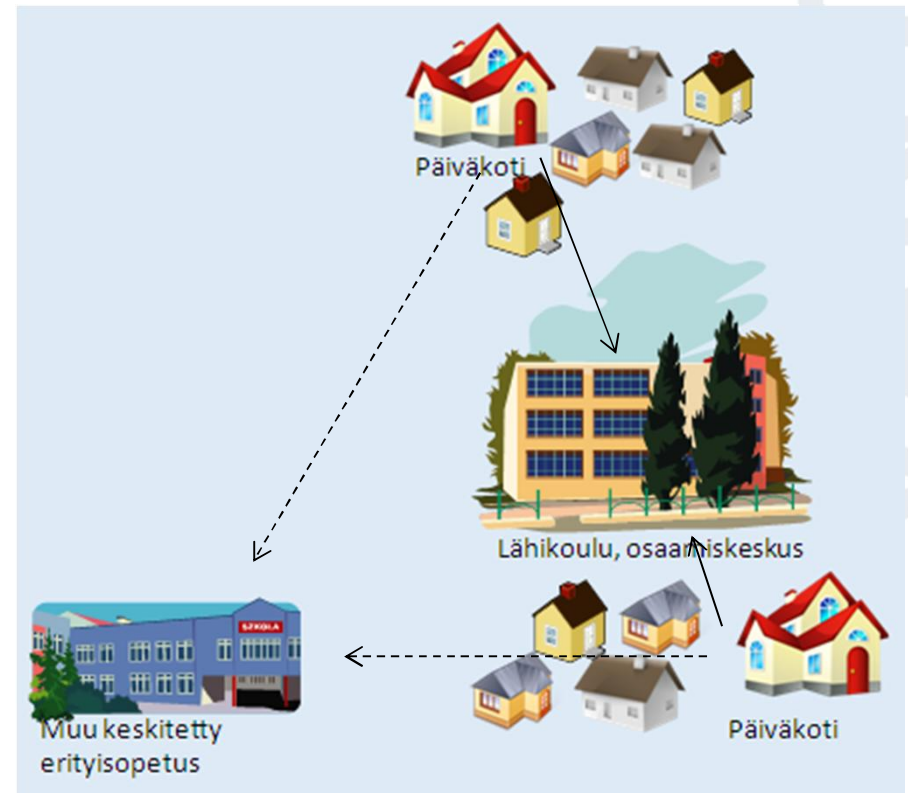 Päiväkoti
Lähikoulu, osaamiskeskus
SZKOŁA
Muu keskitetty
erityisopetus
Päiväkoti